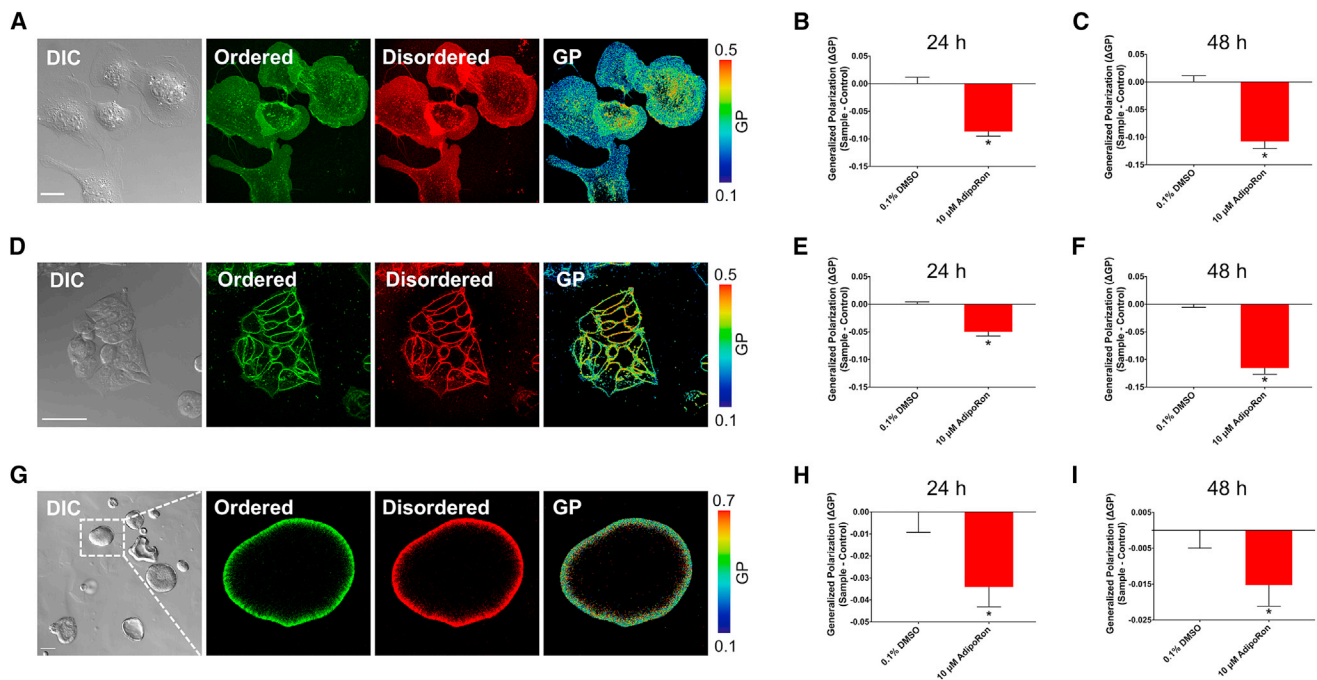 A
DIC
Ordered
Disordered
GP
0.5
GP
0.1
B
24 h
Generalized Polarization (ΔGP)
(Sample - Control)
0.05
0.00
-0.05
-0.10
-0.15
*
0.1% DMSO
10 µM AdipoRon
C
48 h
Generalized Polarization (ΔGP)
(Sample - Control)
0.05
0.00
-0.05
-0.10
-0.15
*
0.1% DMSO
10 µM AdipoRon
D
DIC
Ordered
Disordered
GP
0.5
GP
0.1
E
24 h
Generalized Polarization (ΔGP)
(Sample - Control)
0.05
0.00
-0.05
-0.10
-0.15
*
0.1% DMSO
10 µM AdipoRon
F
48 h
Generalized Polarization (ΔGP)
(Sample - Control)
0.05
0.00
-0.05
-0.10
-0.15
*
0.1% DMSO
10 µM AdipoRon
G
DIC
Ordered
Disordered
GP
0.7
GP
0.1
H
24 h
Generalized Polarization (ΔGP)
(Sample - Control)
0.00
-0.01
-0.02
-0.03
-0.04
-0.05
*
0.1% DMSO
10 µM AdipoRon
I
48 h
Generalized Polarization (ΔGP)
(Sample - Control)
0.005
-0.005
-0.015
-0.025
*
0.1% DMSO
10 µM AdipoRon